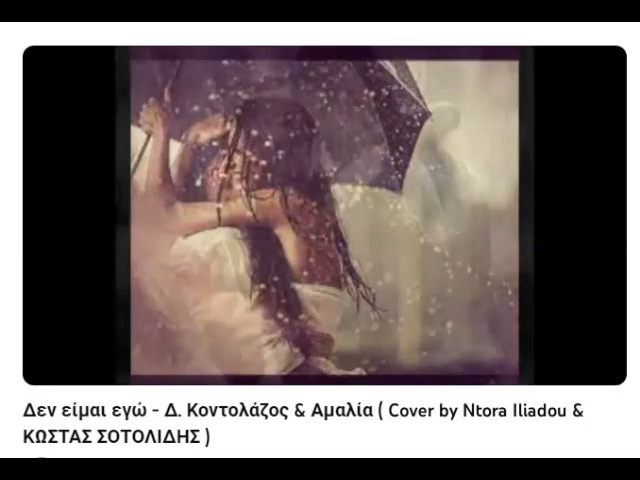 Δεν είμαι εγώ - Δ. Κοντολάζος & Αμαλία ( Cover by Ntora Iliadou &
ΚΩΣΤΑΣ ΣΟΤΟΛΙΔΗΣ )